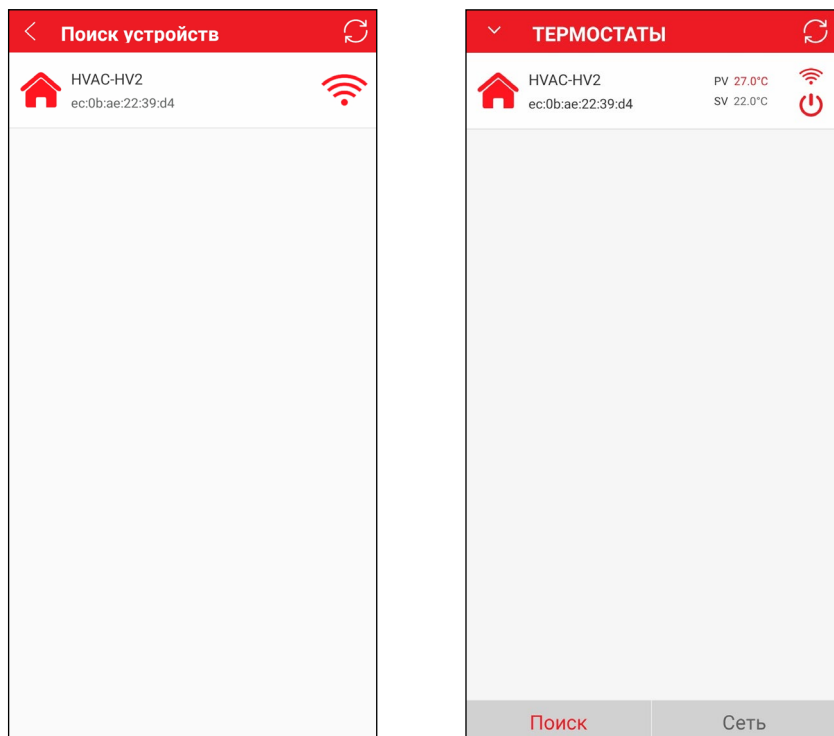 Поиск устройств
HVAC-HV2
ec:0b:ae:22:39:d4
ТЕРМОСТАТЫ
HVAC-HV2 PV 27.0°C
ec:0b:ae:22:39:d4 SV 22.0°C
Поиск Сеть